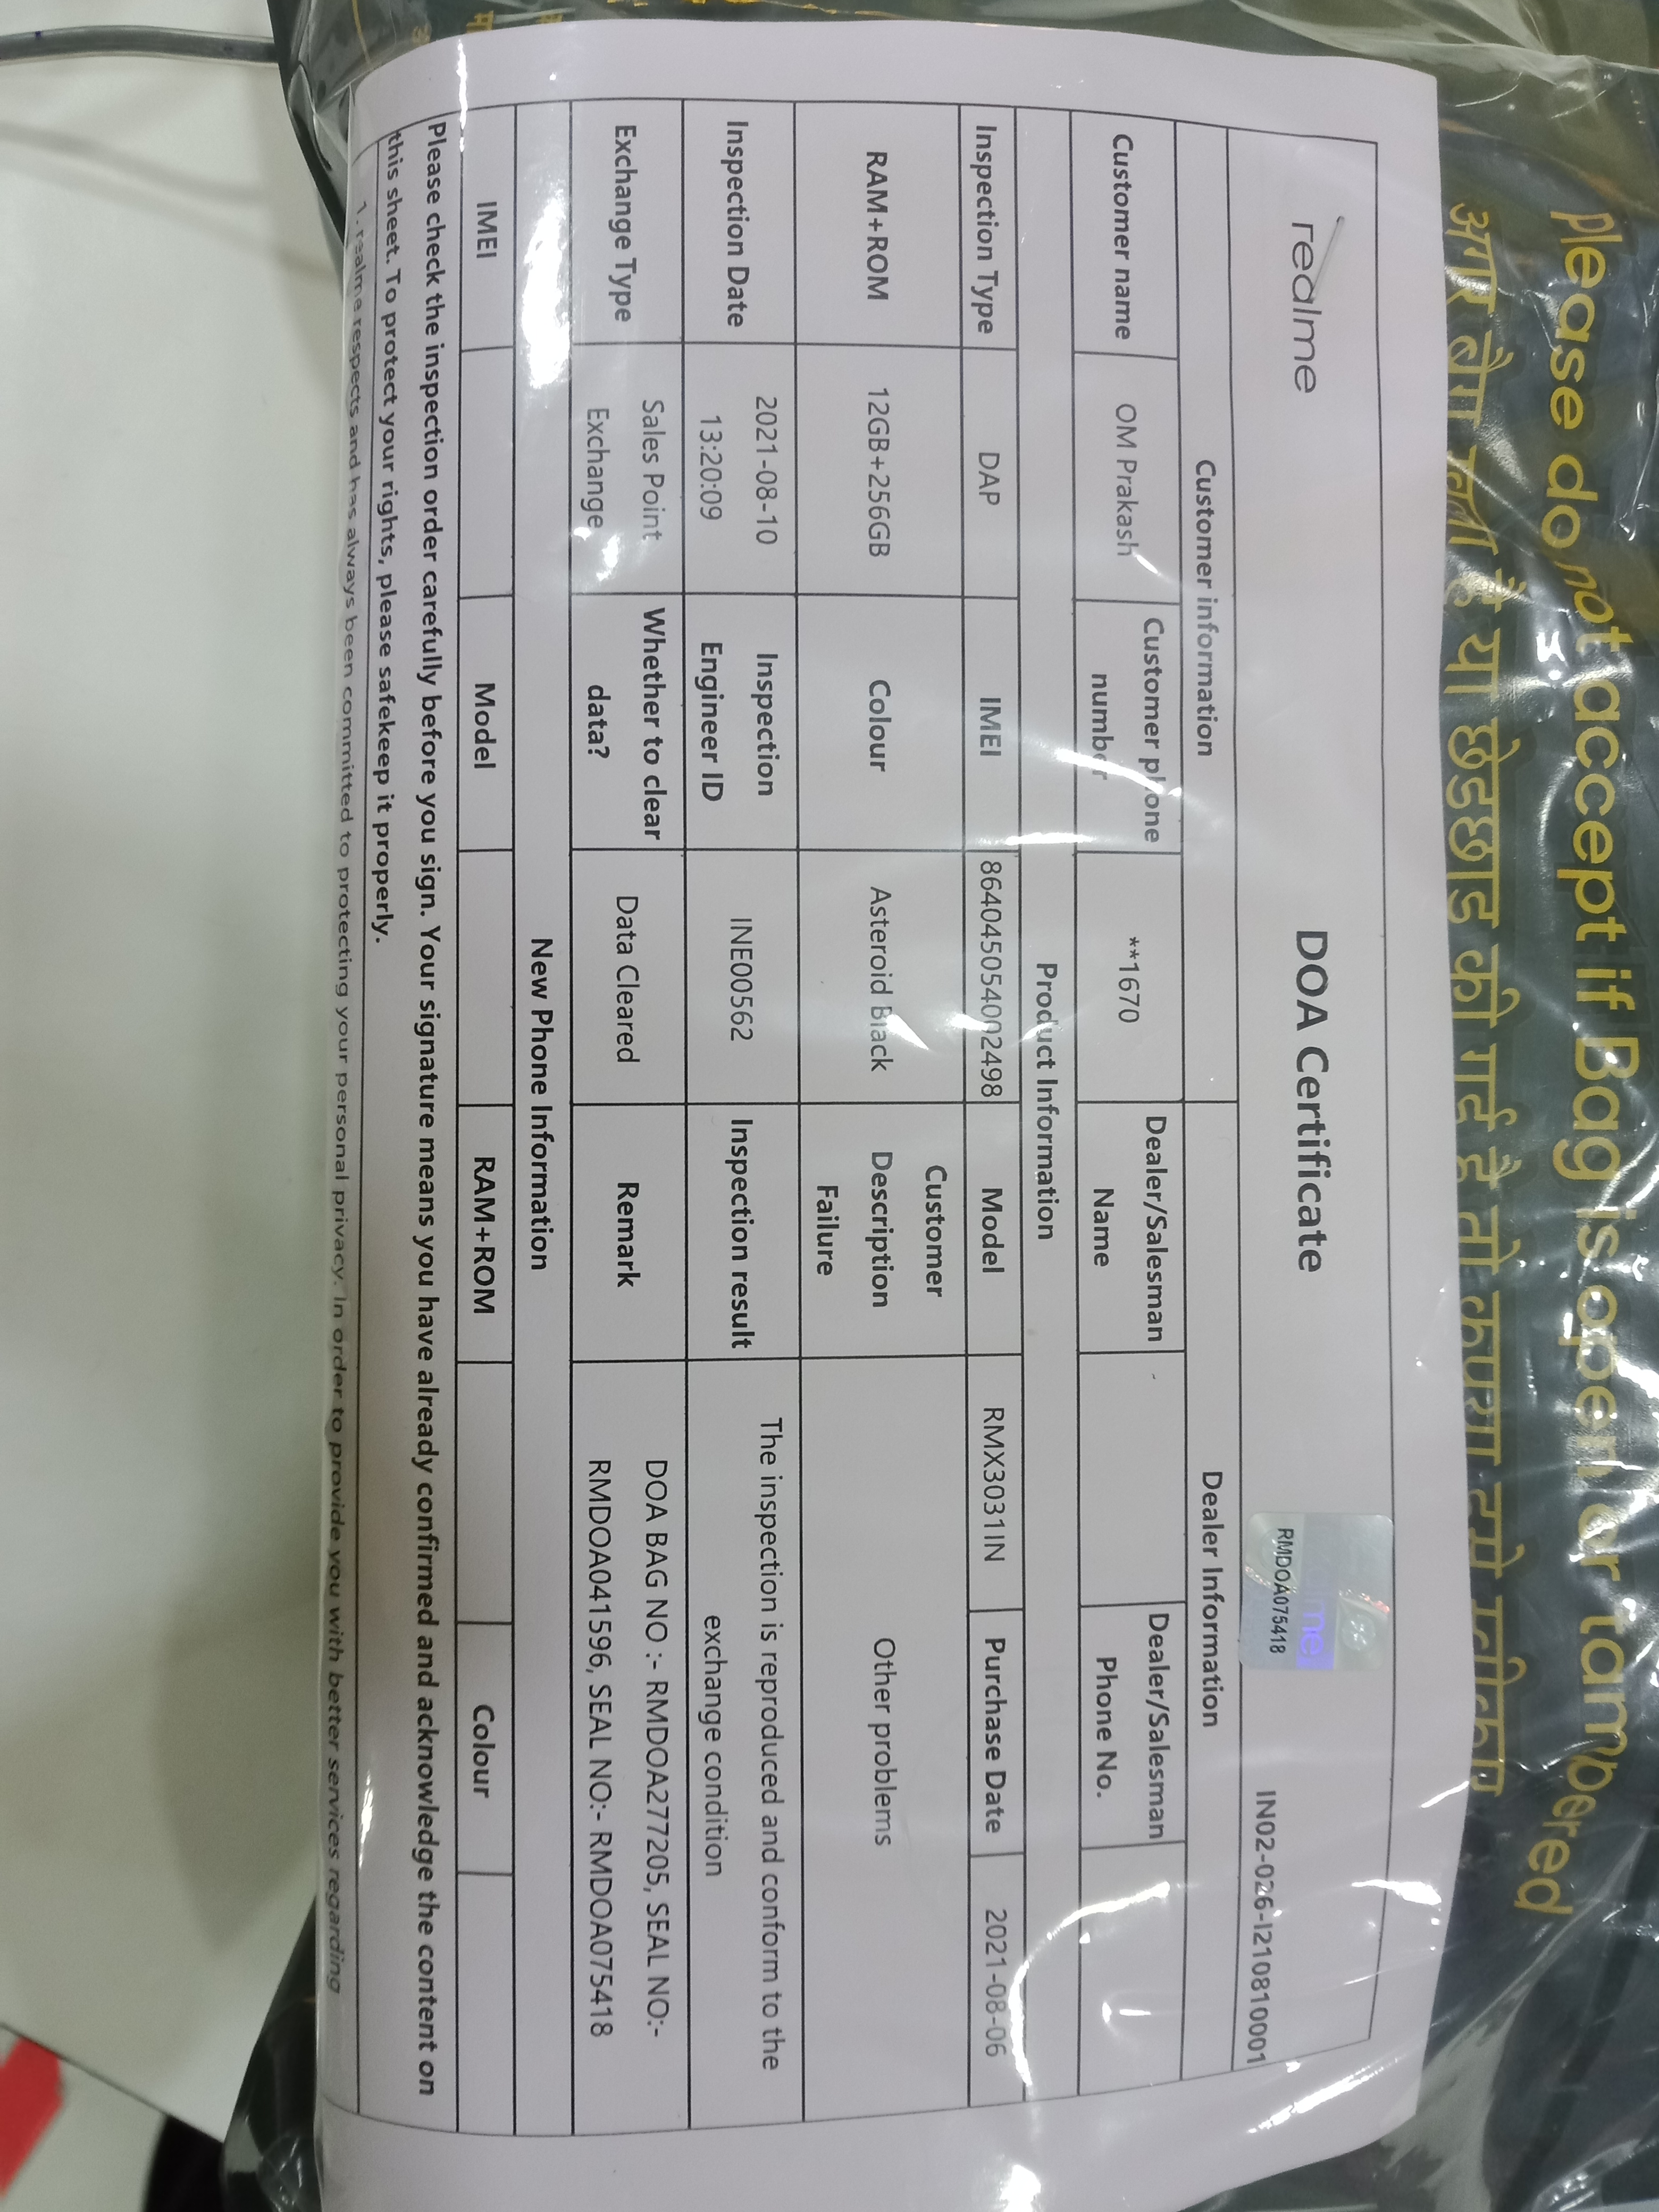 Please do not accept if Bag is open or tampered
अगर बैग खुला है या छेडछाड की गई है तो कृपया इसे स्वीकार
realme
DOA Certificate
RMDOA075418
IN02-026-I210810001
Customer information
Dealer Information
Customer name
OM Prakash
Customer phone
number
**1670
Dealer/Salesman
Name
-
Dealer/Salesman
Phone No.
Product Information
Inspection Type
DAP
IMEI
864045054002498
Model
RMX3031IN
Purchase Date
2021-08-06
RAM+ROM
12GB+256GB
Colour
Asteroid Black
Customer
Description
Failure
Other problems
Inspection Date
2021-08-10
13:20:09
Inspection
Engineer ID
INE00562
Inspection result
The inspection is reproduced and conform to the
exchange condition
Exchange Type
Sales Point
Exchange
Whether to clear
data?
Data Cleared
Remark
DOA BAG NO :- RMDOA277205, SEAL NO:-
RMDOA041596, SEAL NO:- RMDOA075418
New Phone Information
IMEI
Model
RAM+ROM
Colour
Please check the inspection order carefully before you sign. Your signature means you have already confirmed and acknowledge the content on
this sheet. To protect your rights, please safekeep it properly.
1. realme respects and has always been committed to protecting your personal privacy. In order to provide you with better services regarding